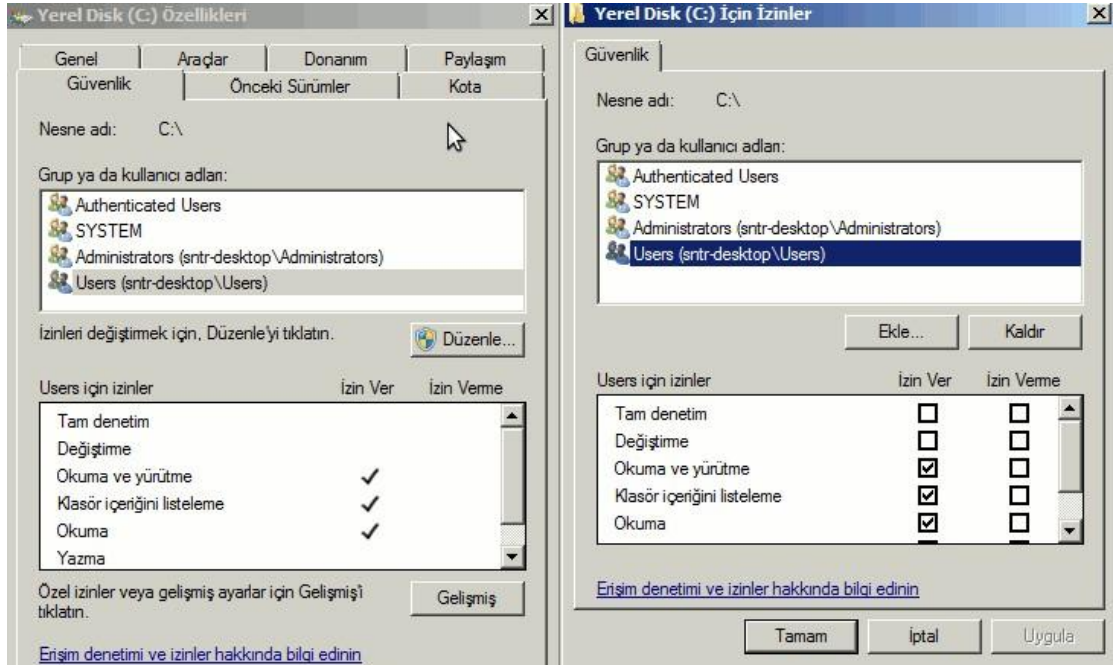 Yerel Disk (C:) Özellikleri
Genel
Araçlar
Donanım
Paylaşım
Güvenlik
Önceki Sürümler
Kota
Nesne adı: C:\
Grup ya da kullanıcı adları:
Authenticated Users
SYSTEM
Administrators (sntr-desktop\Administrators)
Users (sntr-desktop\Users)
İzinleri değiştirmek için, Düzenle'yi tıklatın.
Düzenle...
Users için izinler İzin Ver İzin Verme
Tam denetim
Değiştirme
Okuma ve yürütme
Klasör içeriğini listeleme
Okuma
Yazma
Özel izinler veya gelişmiş ayarlar için Gelişmiş'i
tıklatın.
Gelişmiş
Erişim denetimi ve izinler hakkında bilgi edinin
Yerel Disk (C:) İçin İzinler
Güvenlik
Nesne adı: C:\
Grup ya da kullanıcı adları:
Authenticated Users
SYSTEM
Administrators (sntr-desktop\Administrators)
Users (sntr-desktop\Users)
Ekle...
Kaldır
Users için izinler İzin Ver İzin Verme
Tam denetim
Değiştirme
Okuma ve yürütme
Klasör içeriğini listeleme
Okuma
Erişim denetimi ve izinler hakkında bilgi edinin
Tamam
İptal
Uygula